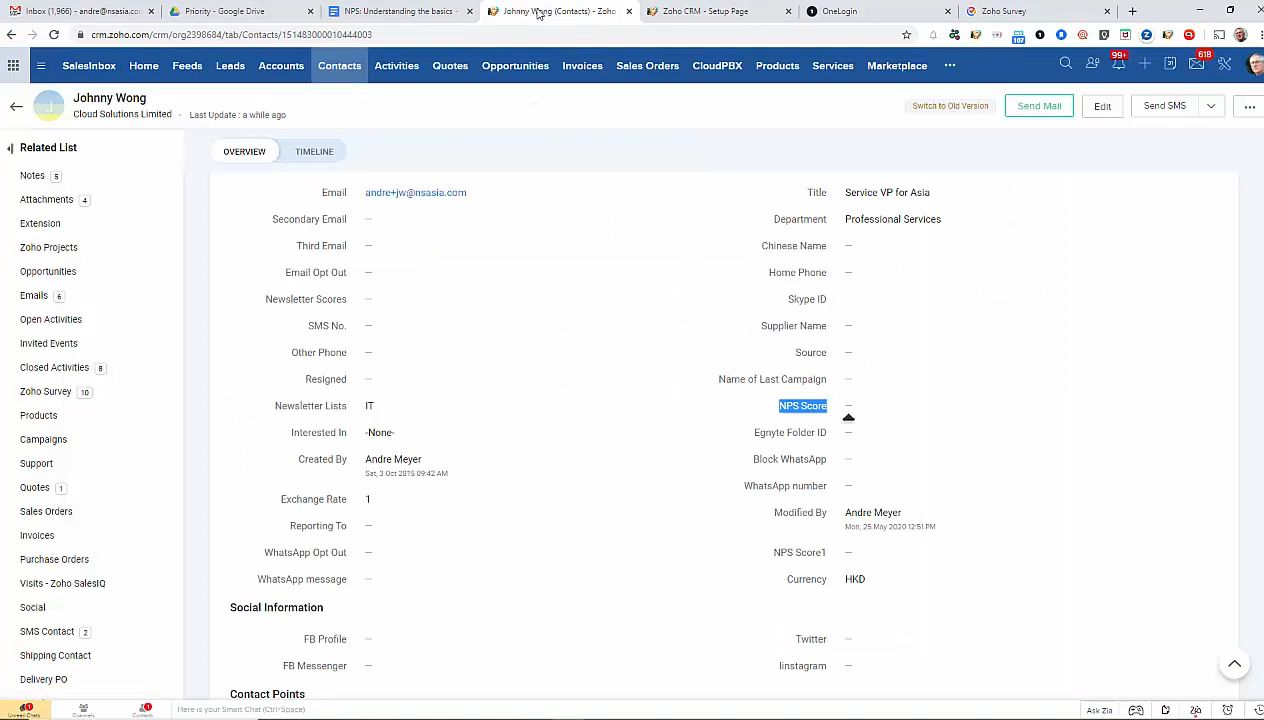 Inbox (1,966) - andre@nsasia.co
Priority - Google Drive
NPS: Understanding the basics -
Johnny Wong (Contacts) - Zoho
Zoho CRM - Setup Page
OneLogin
Zoho Survey
crm.zoho.com/crm/org2398684/tab/Contacts/151483000010444003
107
SalesInbox Home Feeds Leads Accounts Contacts Activities Quotes Opportunities Invoices Sales Orders CloudPBX Products Services Marketplace
99+
618
Johnny Wong
Cloud Solutions Limited
Last Update : a while ago
Switch to Old Version
Send Mail
Edit
Send SMS
Related List
Notes 5
Attachments 4
Extension
Zoho Projects
Opportunities
Emails 6
Open Activities
Invited Events
Closed Activities 8
Zoho Survey 10
Products
Campaigns
Support
Quotes 1
Sales Orders
Invoices
Purchase Orders
Visits - Zoho SalesIQ
Social
SMS Contact 2
Shipping Contact
Delivery PO
OVERVIEW TIMELINE
Email andre+jw@nsasia.com
Title Service VP for Asia
Secondary Email —
Department Professional Services
Third Email —
Chinese Name —
Email Opt Out —
Home Phone —
Newsletter Scores —
Skype ID —
SMS No. —
Supplier Name —
Other Phone —
Source —
Resigned —
Name of Last Campaign —
Newsletter Lists IT
NPS Score —
Interested In -None-
Egnyte Folder ID —
Created By Andre Meyer
Sat, 3 Oct 2015 09:42 AM
Block WhatsApp —
Exchange Rate 1
WhatsApp number —
Reporting To —
Modified By Andre Meyer
Mon, 25 May 2020 12:51 PM
WhatsApp Opt Out —
NPS Score1 —
WhatsApp message —
Currency HKD
Social Information
FB Profile —
Twitter —
FB Messenger —
Iinstagram —
Contact Points
Unread Chats
Channels
Contacts
Here is your Smart Chat (Ctrl+Space)
Ask Zia